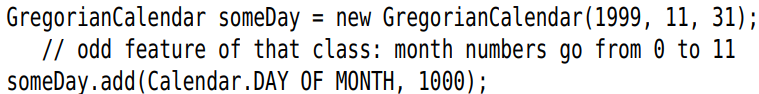 GregorianCalendar someDay = new GregorianCalendar(1999, 11, 31);
// odd feature of that class: month numbers go from 0 to 11
someDay.add(Calendar.DAY OF MONTH, 1000);